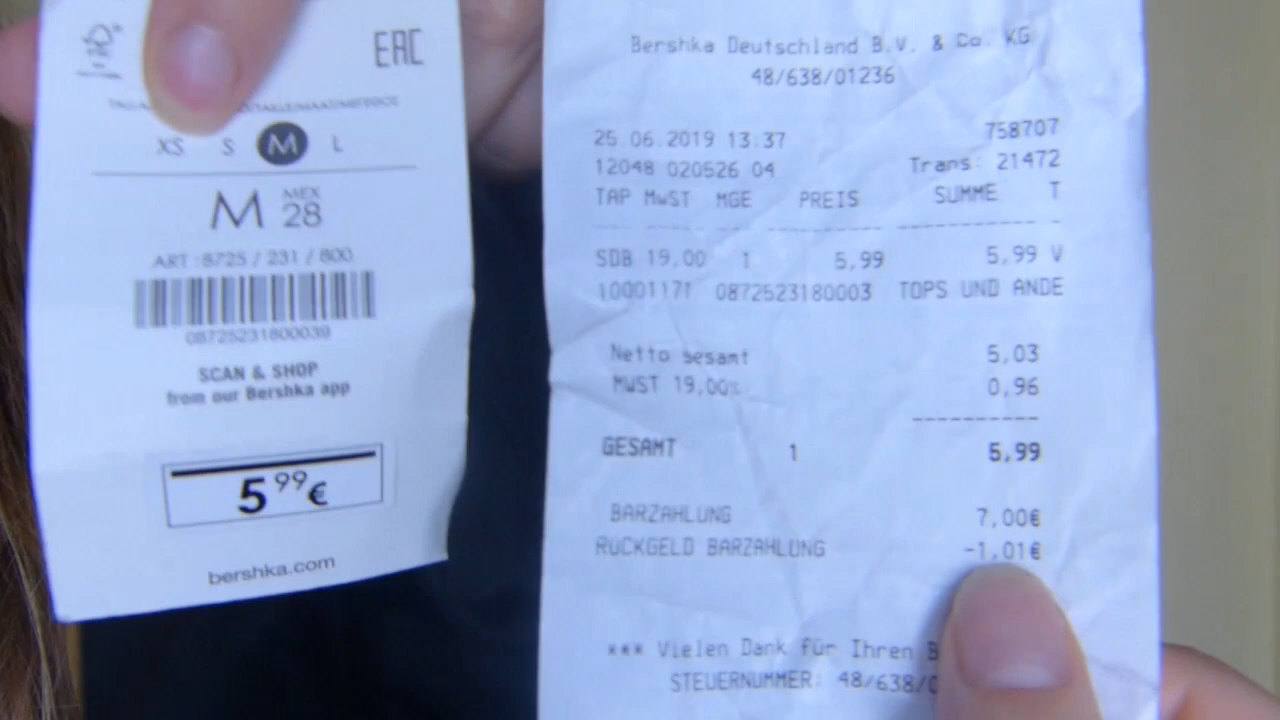 EAC
XS S M L
M MEX 28
ART : 8725 / 231 / 800
08725231800039
SCAN & SHOP
from our Bershka app
5 99 €
bershka.com
Bershka Deutschland B.V. & Co. KG
48/638/01236
25.06.2019 13:37 758707
12048 020526 04 Trans: 21472
TAP MwST MGE PREIS SUMME T
SDB 19,00 1 5,99 5,99 V
10001171 0872523180003 TOPS UND ANDE
Netto gesamt 5,03
MWST 19,00% 0,96
GESAMT 1 5,99
BARZAHLUNG 7,00€
RÜCKGELD BARZAHLUNG -1,01€
*** Vielen Dank für Ihren
STEUERNUMMER: 48/638/